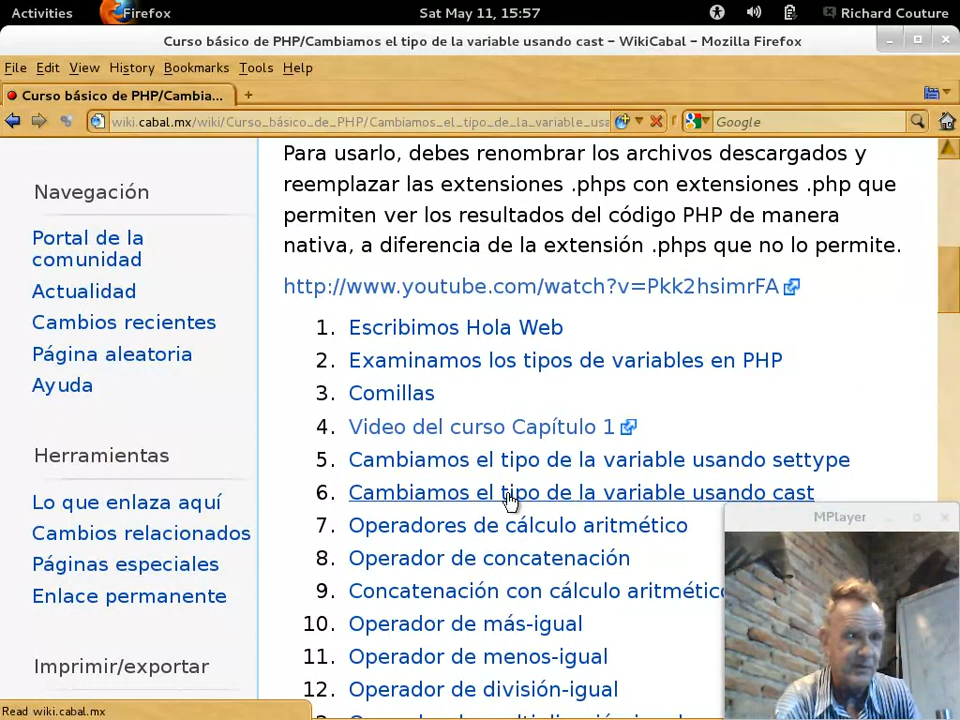 Activities
Firefox
Sat May 11, 15:57
Richard Couture
Curso básico de PHP/Cambiamos el tipo de la variable usando cast – WikiCabal – Mozilla Firefox
File Edit View History Bookmarks Tools Help
Curso básico de PHP/Cambia...
wiki.cabal.mx/wiki/Curso_básico_de_PHP/Cambiamos_el_tipo_de_la_variable_usa
Google
Navegación
Portal de la
comunidad
Actualidad
Cambios recientes
Página aleatoria
Ayuda
Herramientas
Lo que enlaza aquí
Cambios relacionados
Páginas especiales
Enlace permanente
Imprimir/exportar
Para usarlo, debes renombrar los archivos descargados y
reemplazar las extensiones .phps con extensiones .php que
permiten ver los resultados del código PHP de manera
nativa, a diferencia de la extensión .phps que no lo permite.
http://www.youtube.com/watch?v=Pkk2hsimrFA
1. Escribimos Hola Web
2. Examinamos los tipos de variables en PHP
3. Comillas
4. Video del curso Capítulo 1
5. Cambiamos el tipo de la variable usando settype
6. Cambiamos el tipo de la variable usando cast
7. Operadores de cálculo aritmético
8. Operador de concatenación
9. Concatenación con cálculo aritmético
10. Operador de más-igual
11. Operador de menos-igual
12. Operador de división-igual
MPlayer
Read wiki.cabal.mx